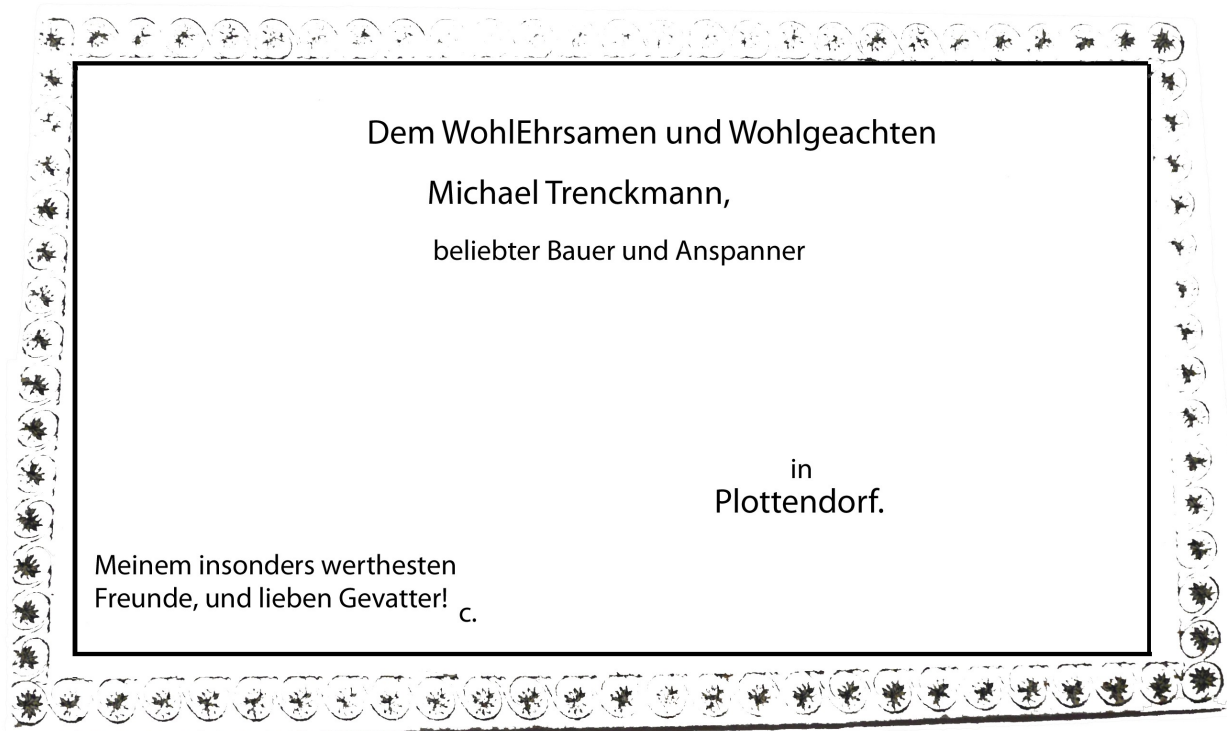 Dem WohlEhrsamen und Wohlgeachten
Michael Trenckmann,
beliebter Bauer und Anspanner
in
Plottendorf.
Meinem insonders werthesten
Freunde, und lieben Gevatter!
c.